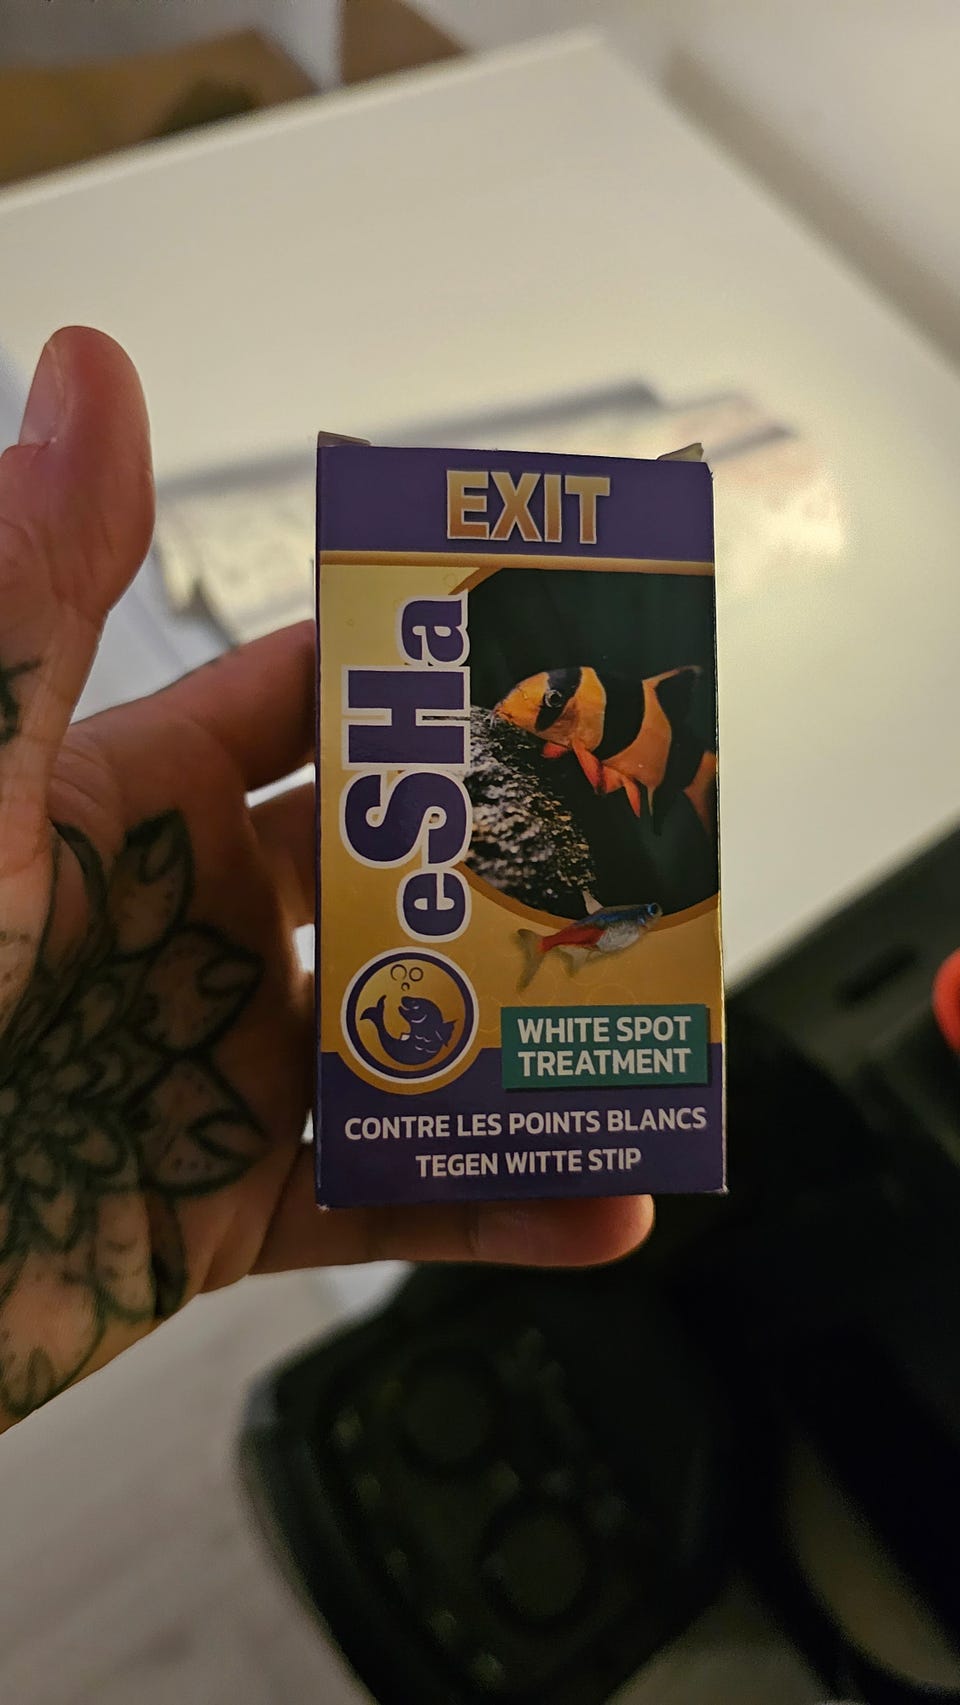 EXIT
eSHa
WHITE SPOT
TREATMENT
CONTRE LES POINTS BLANCS
TEGEN WITTE STIP